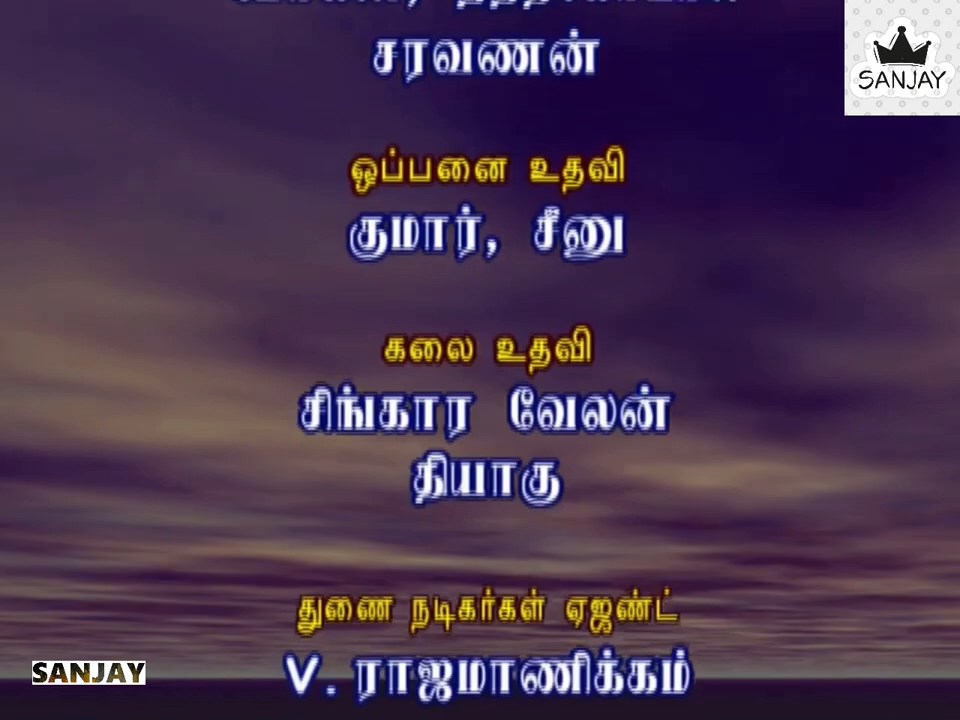 சரவணன்
SANJAY
ஒப்பனை உதவி
குமார், சீனு
கலை உதவி
சிங்கார வேலன்
தியாகு
துணை நடிகர்கள் ஏஜண்ட்
SANJAY
V. ராஜமாணிக்கம்